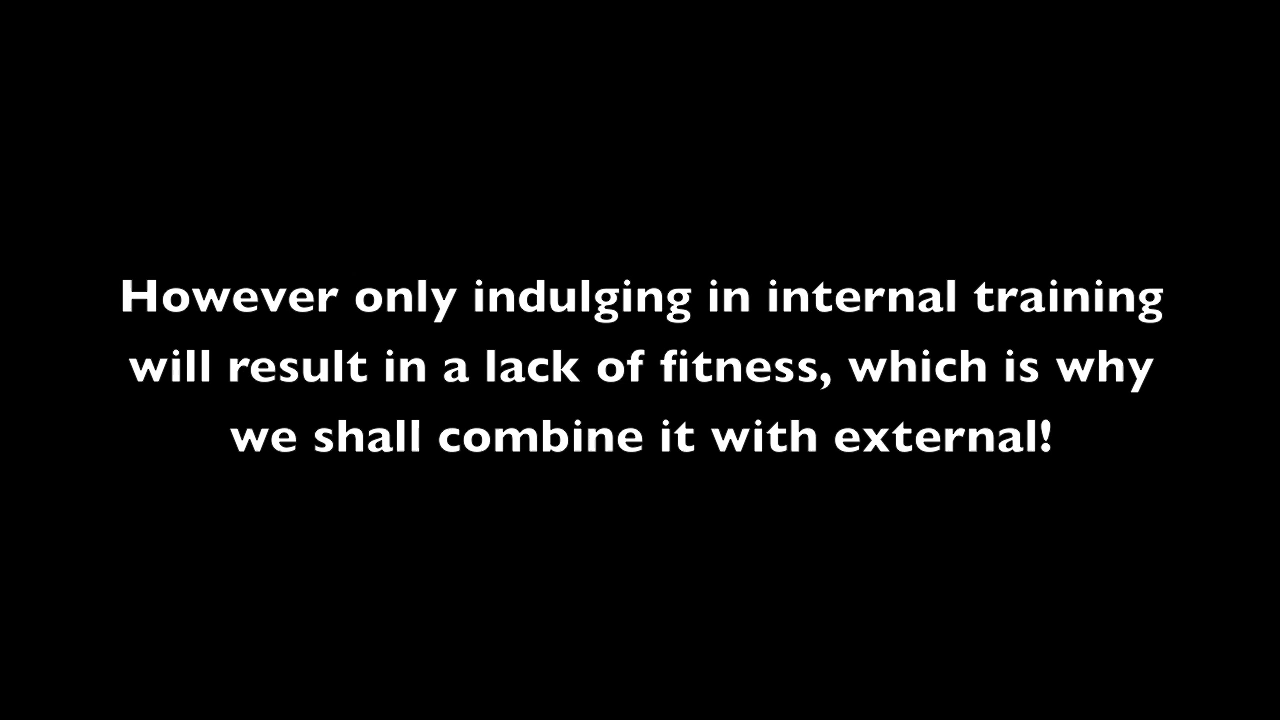 However only indulging in internal training
will result in a lack of fitness, which is why
we shall combine it with external!